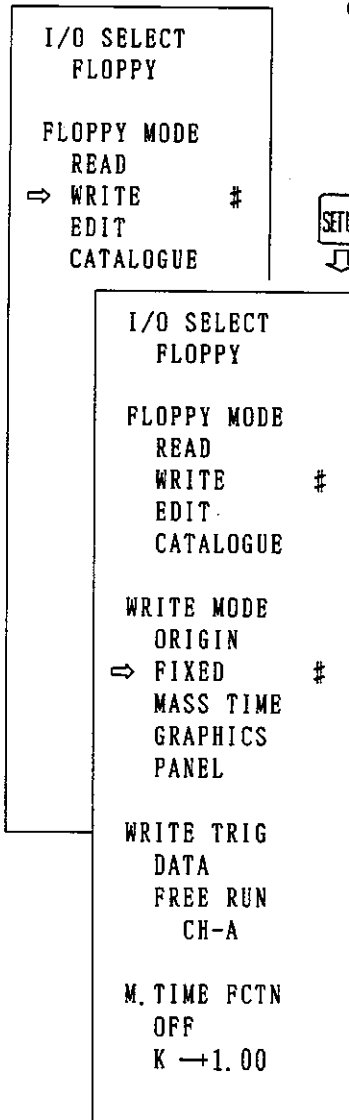 I/O SELECT
FLOPPY
FLOPPY MODE
READ
⇨ WRITE #
EDIT
CATALOGUE
I/O SELECT
FLOPPY
FLOPPY MODE
READ
WRITE #
EDIT
CATALOGUE
WRITE MODE
ORIGIN
⇨ FIXED #
MASS TIME
GRAPHICS
PANEL
WRITE TRIG
DATA
FREE RUN
CH-A
M.TIME FCTN
OFF
K →1.00